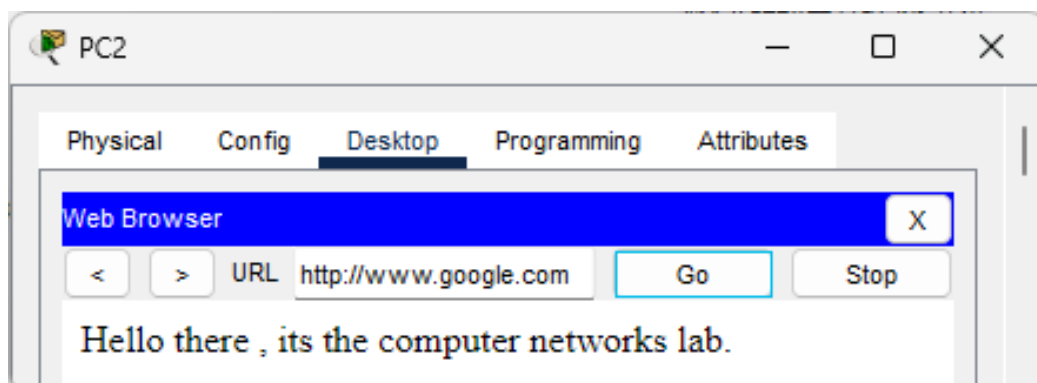 PC2
Physical Config Desktop Programming Attributes
Web Browser X
< > URL http://www.google.com Go Stop
Hello there , its the computer networks lab.